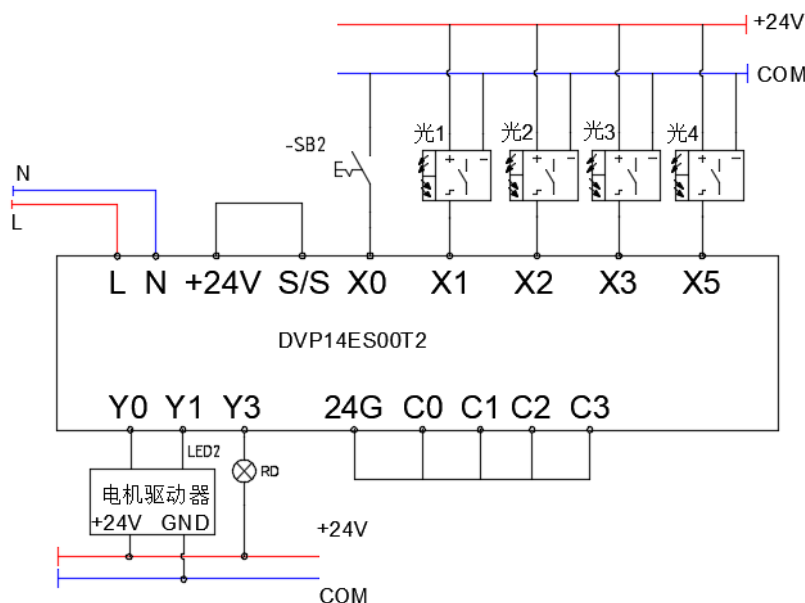 +24V
COM
光1 光2 光3 光4
-SB2
N
L
+ - + - + - + -
L N +24V S/S X0 X1 X2 X3 X5
DVP14ES00T2
Y0 Y1 Y3 24G C0 C1 C2 C3
LED2
RD
电机驱动器
+24V GND
+24V
COM